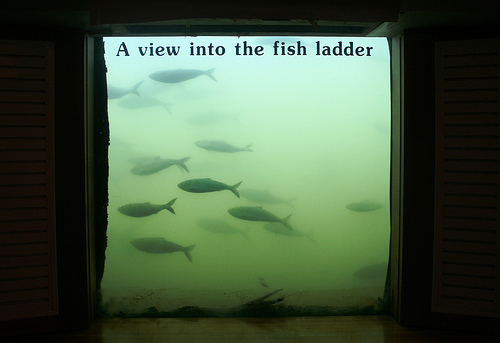 A view into the fish ladder